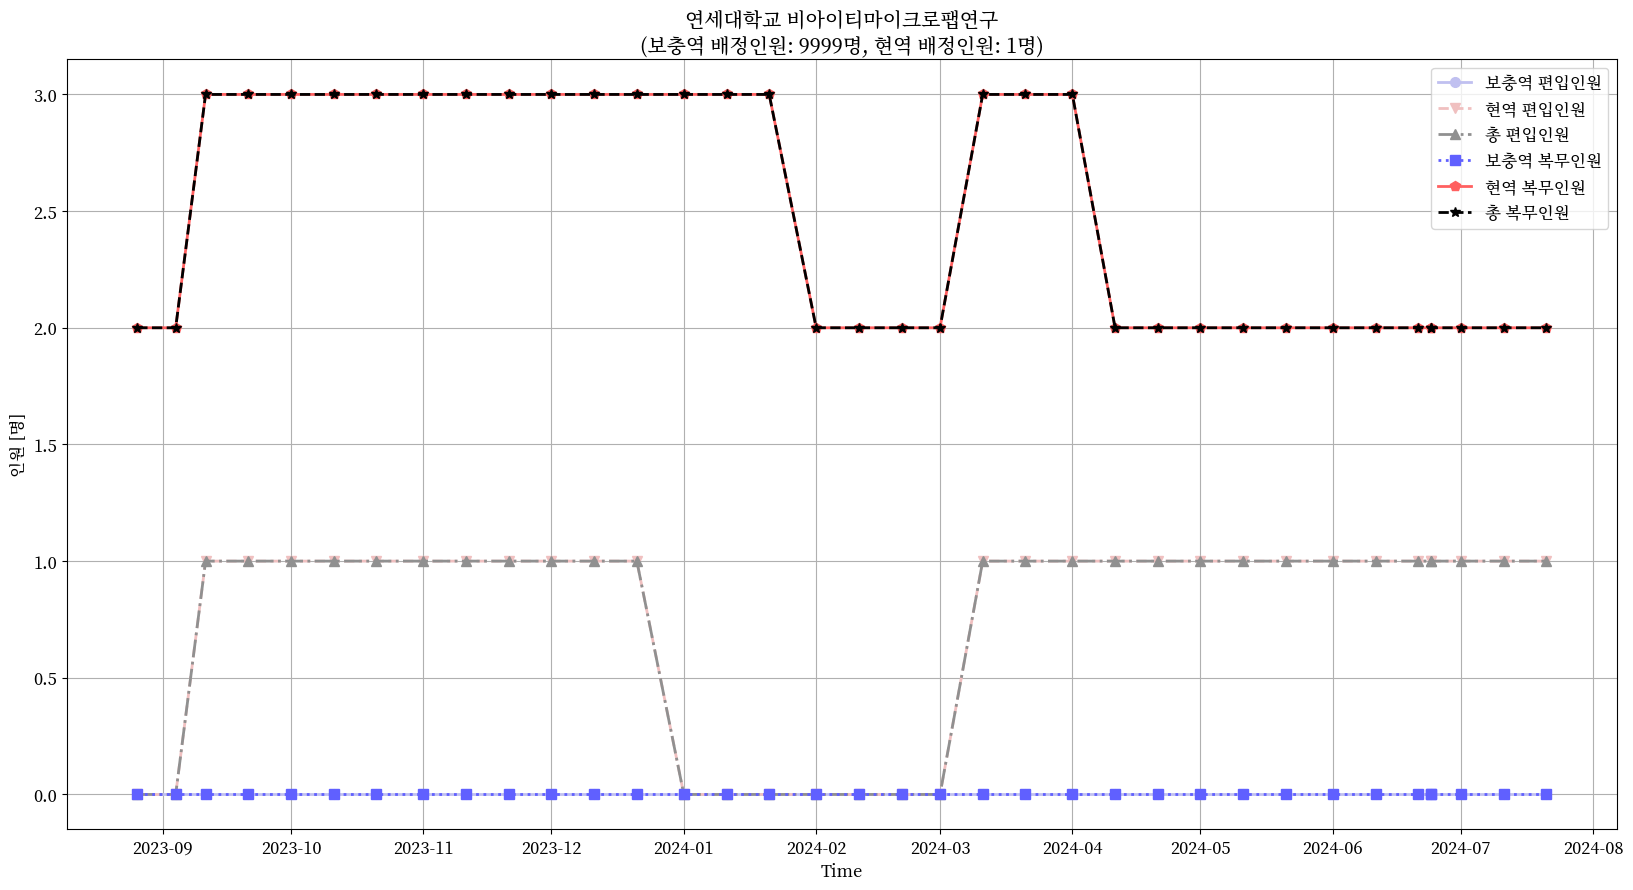 연세대학교 비아이티마이크로팹연구
(보충역 배정인원: 9999명, 현역 배정인원: 1명)
보충역 편입인원
현역 편입인원
총 편입인원
보충역 복무인원
현역 복무인원
총 복무인원
인원 [명]
3.0
2.5
2.0
1.5
1.0
0.5
0.0
2023-09 2023-10 2023-11 2023-12 2024-01 2024-02 2024-03 2024-04 2024-05 2024-06 2024-07 2024-08
Time